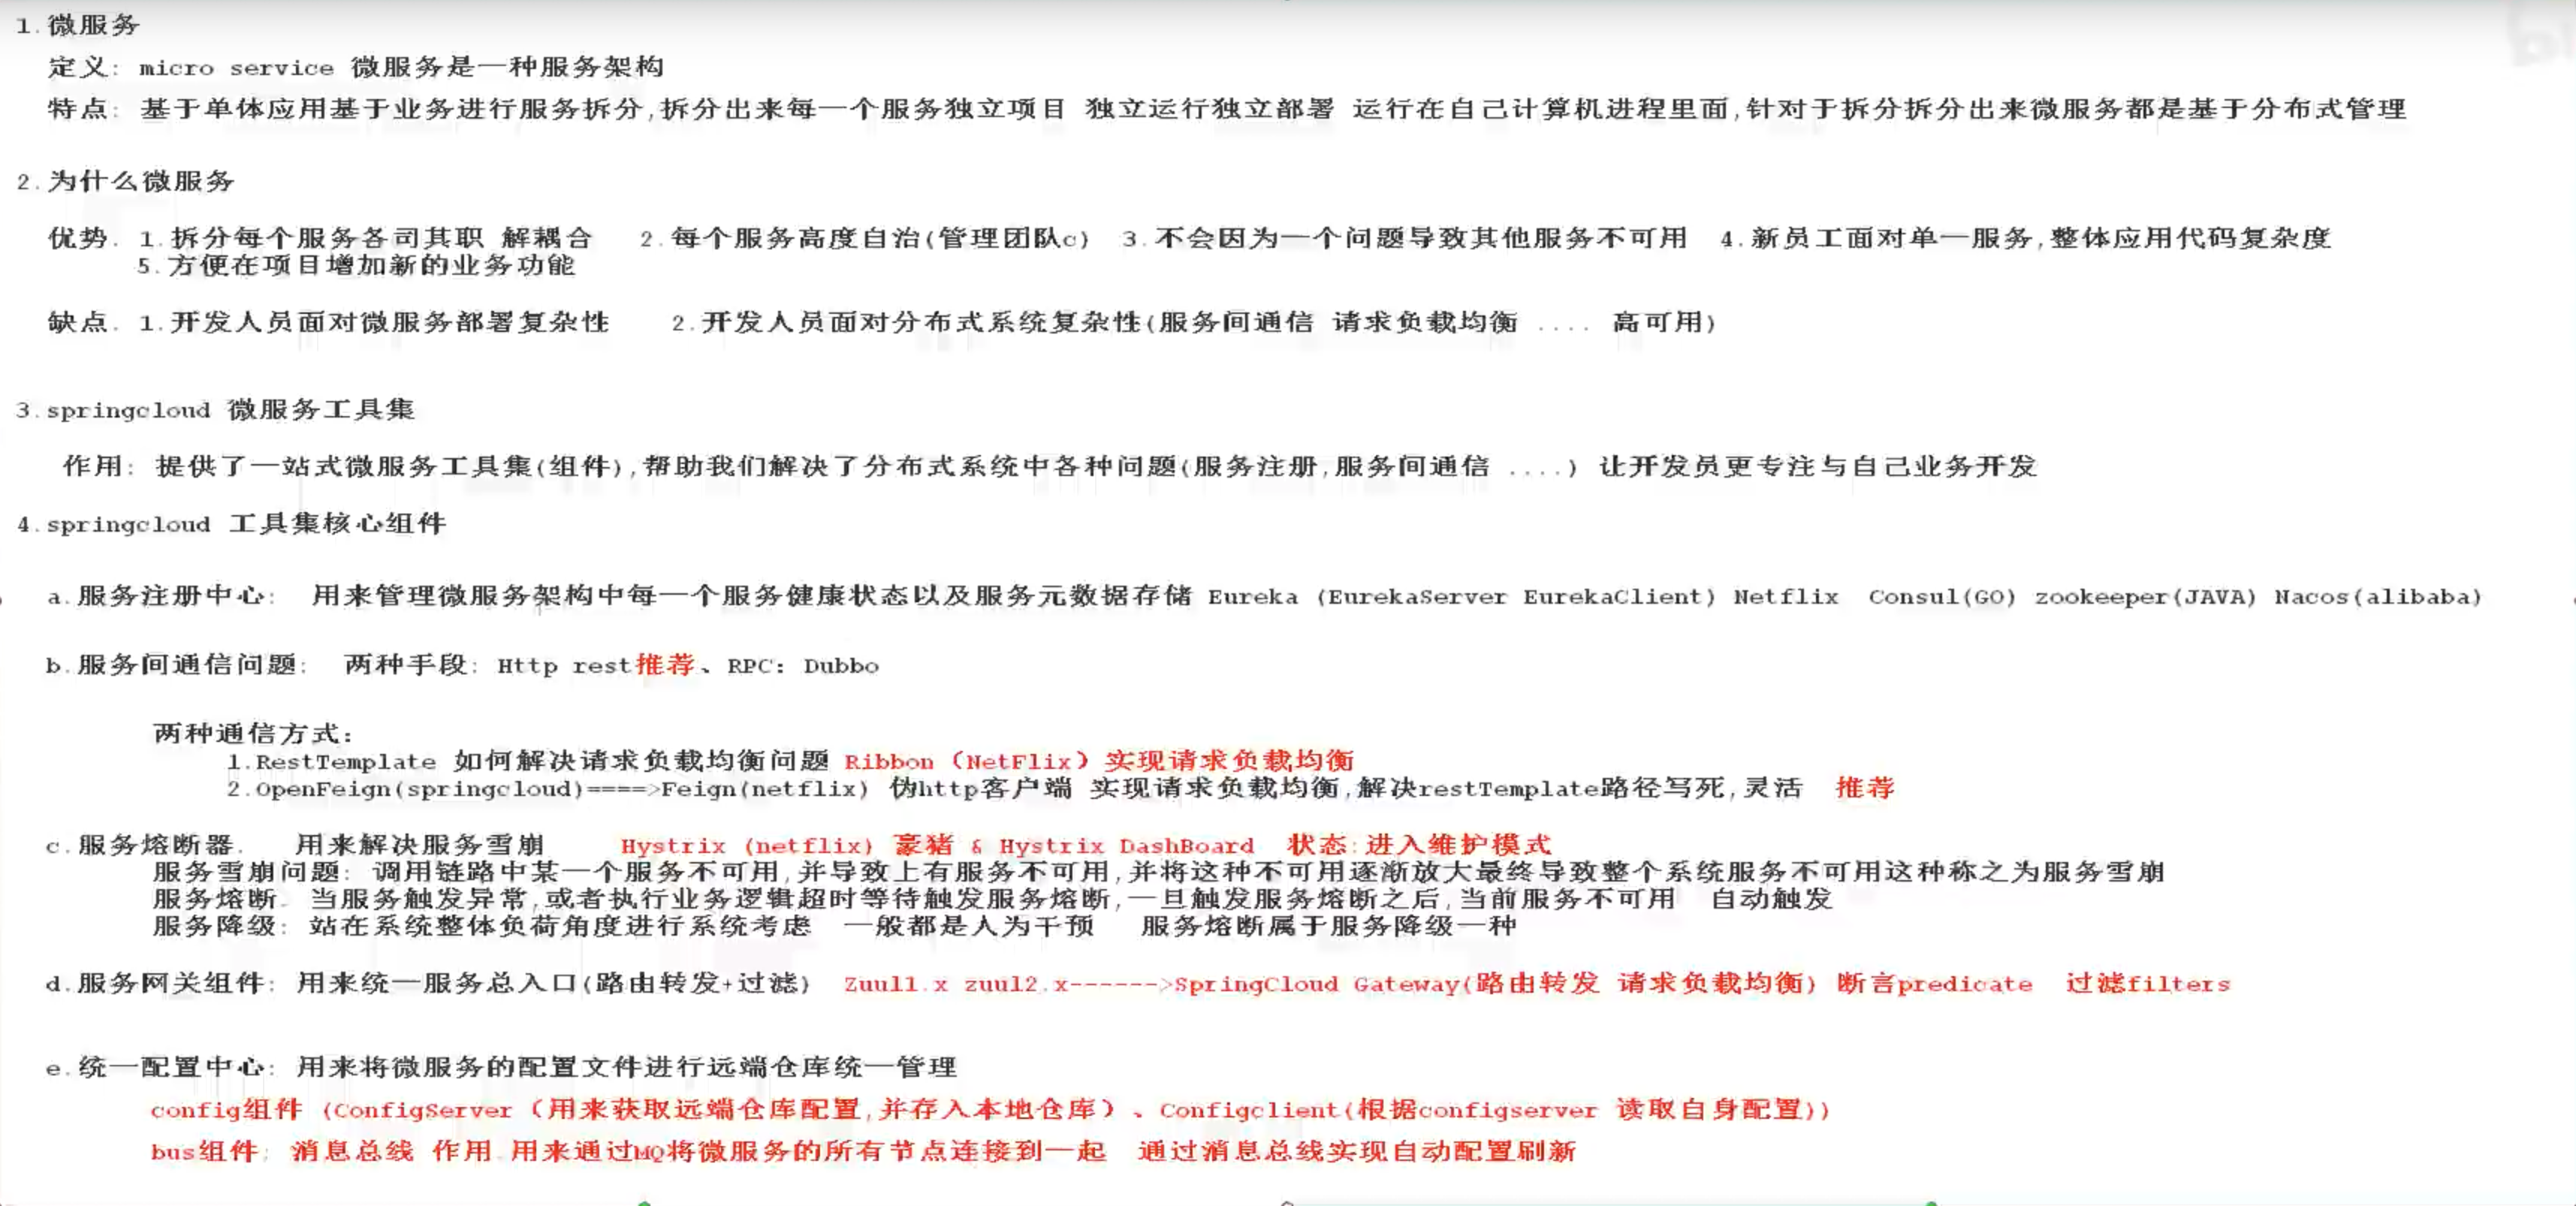 1.微服务
定义: micro service 微服务是一种服务架构
特点: 基于单体应用基于业务进行服务拆分,拆分出来每一个服务独立项目 独立运行独立部署 运行在自己计算机进程里面,针对于拆分拆分出来微服务都是基于分布式管理
2.为什么微服务
优势. 1.拆分每个服务各司其职 解耦合 2.每个服务高度自治(管理团队c) 3.不会因为一个问题导致其他服务不可用 4.新员工面对单一服务,整体应用代码复杂度
5.方便在项目增加新的业务功能
缺点. 1.开发人员面对微服务部署复杂性 2.开发人员面对分布式系统复杂性(服务间通信 请求负载均衡 .... 高可用)
3.springcloud 微服务工具集
作用: 提供了一站式微服务工具集(组件),帮助我们解决了分布式系统中各种问题(服务注册,服务间通信 ....) 让开发员更专注与自己业务开发
4.springcloud 工具集核心组件
a.服务注册中心: 用来管理微服务架构中每一个服务健康状态以及服务元数据存储 Eureka (EurekaServer EurekaClient) Netflix Consul(GO) zookeeper(JAVA) Nacos(alibaba)
b.服务间通信问题: 两种手段: Http rest推荐、RPC: Dubbo
两种通信方式:
1.RestTemplate 如何解决请求负载均衡问题 Ribbon（NetFlix）实现请求负载均衡
2.OpenFeign(springcloud)====>Feign(netflix) 伪http客户端 实现请求负载均衡,解决restTemplate路径写死,灵活 推荐
c.服务熔断器. 用来解决服务雪崩 Hystrix (netflix) 豪猪 & Hystrix DashBoard 状态:进入维护模式
服务雪崩问题: 调用链路中某一个服务不可用,并导致上有服务不可用,并将这种不可用逐渐放大最终导致整个系统服务不可用这种称之为服务雪崩
服务熔断. 当服务触发异常,或者执行业务逻辑超时等待触发服务熔断,一旦触发服务熔断之后,当前服务不可用 自动触发
服务降级: 站在系统整体负荷角度进行系统考虑 一般都是人为干预 服务熔断属于服务降级一种
d.服务网关组件: 用来统一服务总入口(路由转发+过滤) Zuul1.x zuul2.x------>SpringCloud Gateway(路由转发 请求负载均衡) 断言predicate 过滤filters
e.统一配置中心: 用来将微服务的配置文件进行远端仓库统一管理
config组件 (ConfigServer（用来获取远端仓库配置,并存入本地仓库）、Configclient(根据configserver 读取自身配置))
bus组件: 消息总线 作用 用来通过MQ将微服务的所有节点连接到一起 通过消息总线实现自动配置刷新